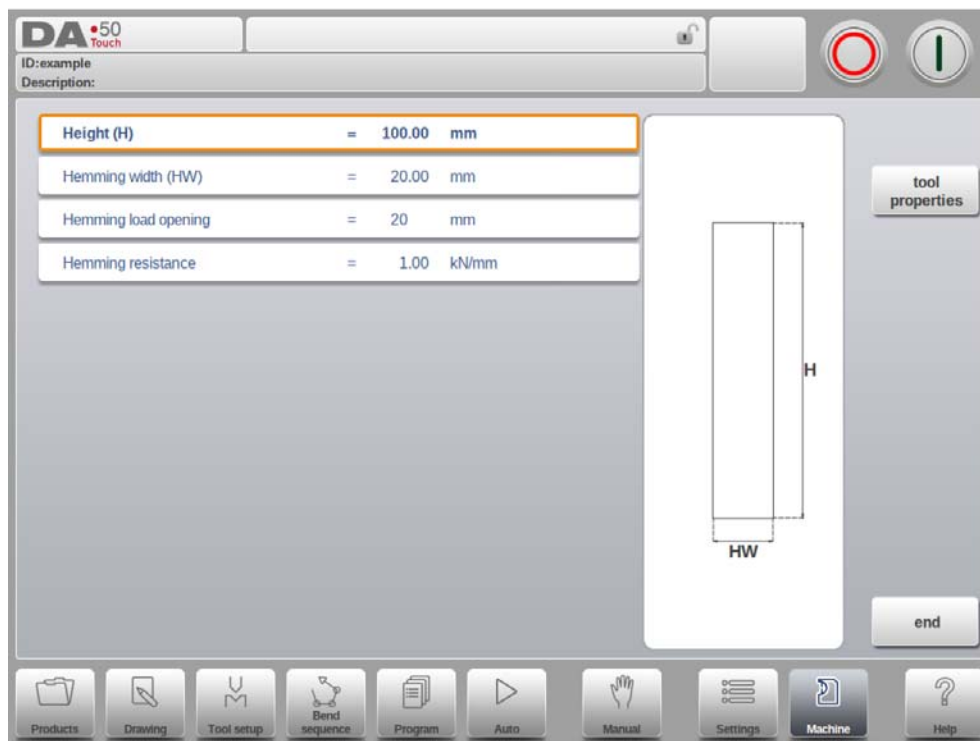 DA•50
Touch
ID:example
Description:
Height (H) = 100.00 mm
Hemming width (HW) = 20.00 mm
Hemming load opening = 20 mm
Hemming resistance = 1.00 kN/mm
H
HW
tool
properties
end
Products
Drawing
Tool setup
Bend
sequence
Program
Auto
Manual
Settings
Machine
Help